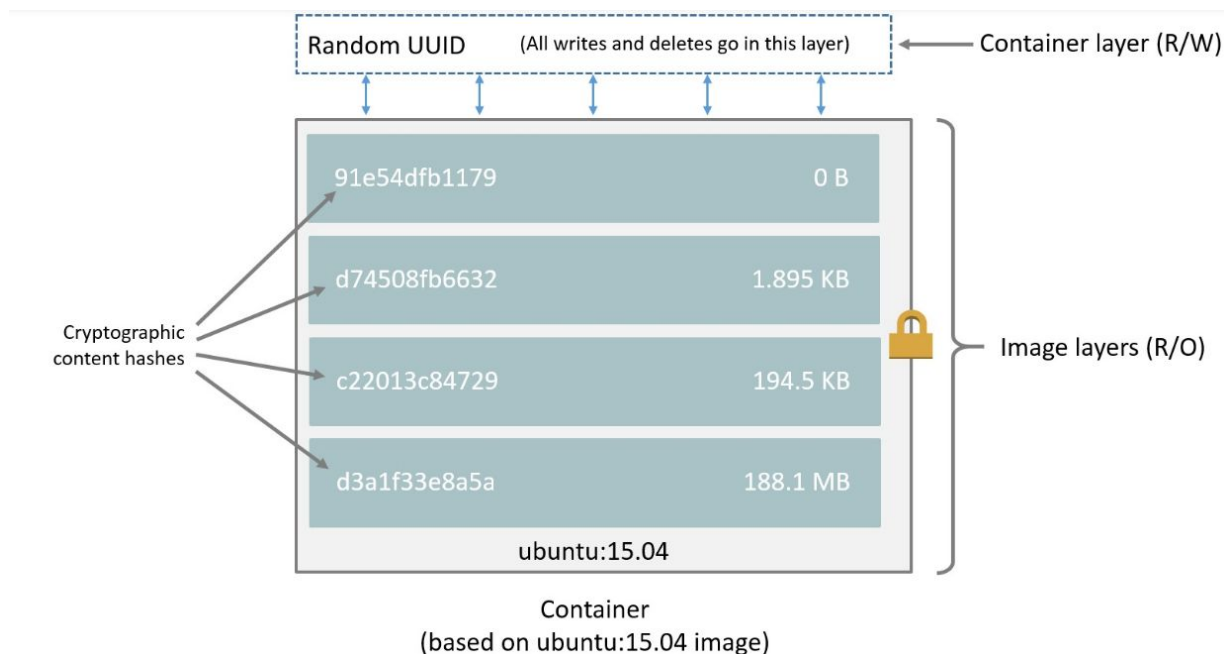 Random UUID (All writes and deletes go in this layer)
Container layer (R/W)
91e54dfb1179 0 B
d74508fb6632 1.895 KB
Cryptographic
content hashes
Image layers (R/O)
c22013c84729 194.5 KB
d3a1f33e8a5a 188.1 MB
ubuntu:15.04
Container
(based on ubuntu:15.04 image)